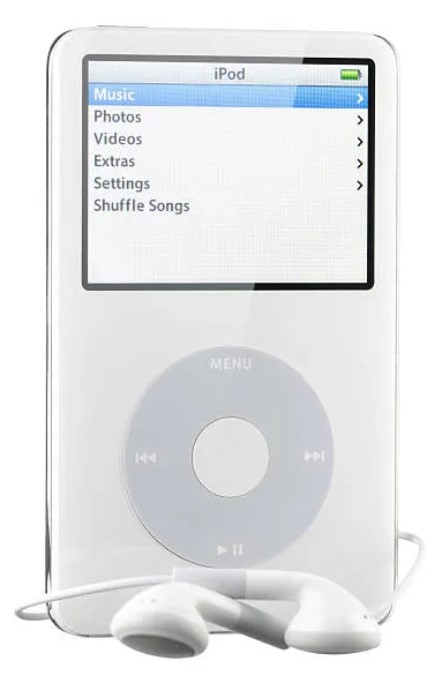 iPod
Music
Photos
Videos
Extras
Settings
Shuffle Songs
MENU